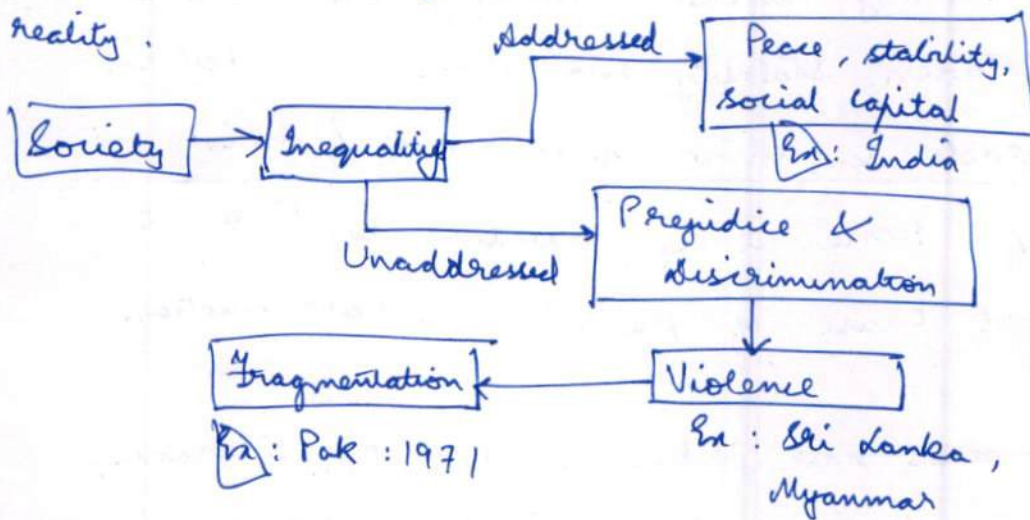 reality.
Addressed
Peace, stability,
social capital
Ex: India
Society
Inequality
Unaddressed
Prejudice &
Discrimination
Violence
Ex: Sri Lanka,
Myanmar
Fragmentation
Ex: Pak: 1971